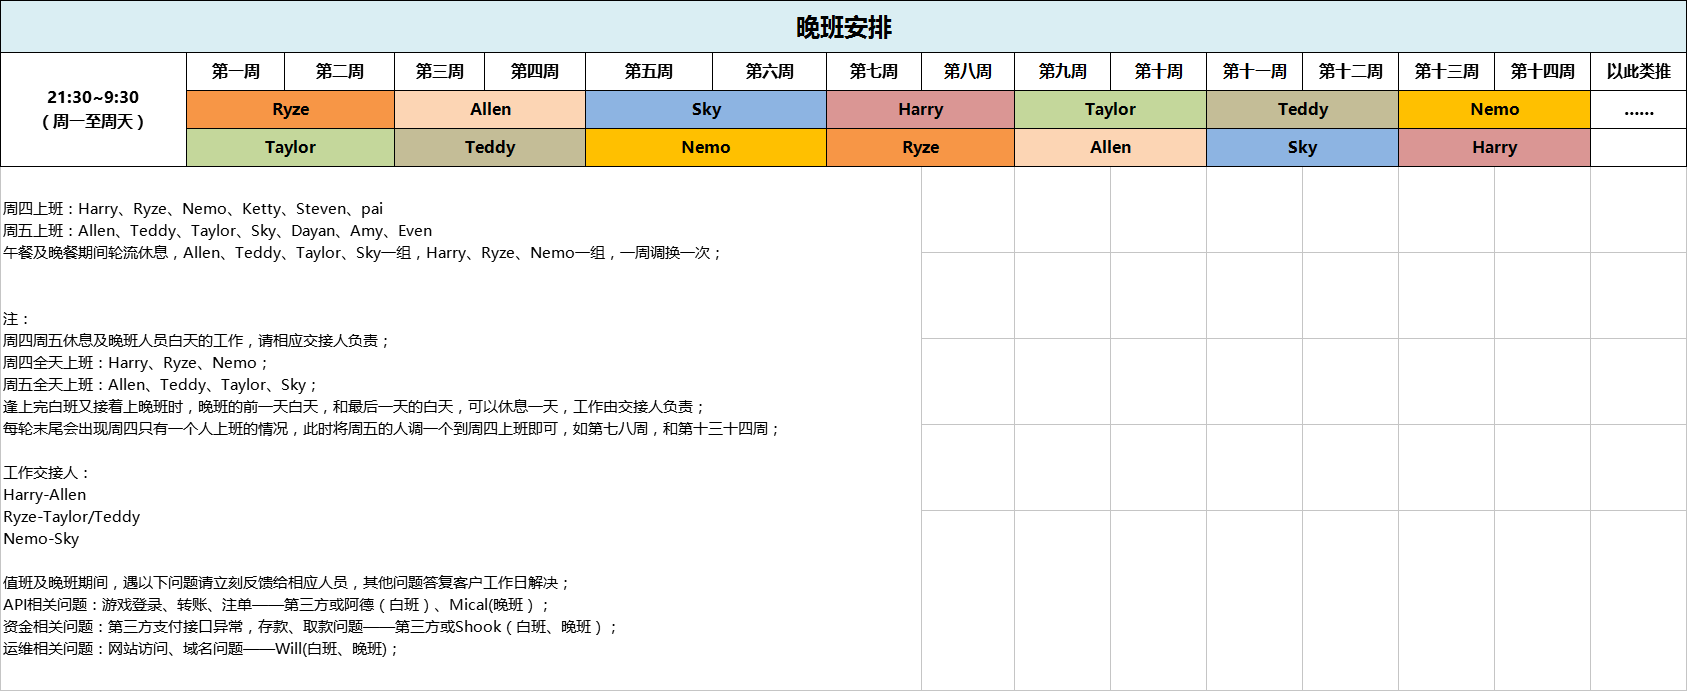 晚班安排
21:30~9:30
（周一至周天）
第一周 第二周 第三周 第四周 第五周 第六周 第七周 第八周 第九周 第十周 第十一周 第十二周 第十三周 第十四周 以此类推
Ryze Allen Sky Harry Taylor Teddy Nemo ……
Taylor Teddy Nemo Ryze Allen Sky Harry
周四上班：Harry、Ryze、Nemo、Ketty、Steven、pai
周五上班：Allen、Teddy、Taylor、Sky、Dayan、Amy、Even
午餐及晚餐期间轮流休息，Allen、Teddy、Taylor、Sky一组，Harry、Ryze、Nemo一组，一周调换一次；
注：
周四周五休息及晚班人员白天的工作，请相应交接人负责；
周四全天上班：Harry、Ryze、Nemo；
周五全天上班：Allen、Teddy、Taylor、Sky；
逢上完白班又接着上晚班时，晚班的前一天白天，和最后一天的白天，可以休息一天，工作由交接人负责；
每轮末尾会出现周四只有一个人上班的情况，此时将周五的人调一个到周四上班即可，如第七八周，和第十三十四周；
工作交接人：
Harry-Allen
Ryze-Taylor/Teddy
Nemo-Sky
值班及晚班期间，遇以下问题请立刻反馈给相应人员，其他问题答复客户工作日解决；
API相关问题：游戏登录、转账、注单——第三方或阿德（白班）、Mical(晚班）；
资金相关问题：第三方支付接口异常，存款、取款问题——第三方或Shook（白班、晚班）；
运维相关问题：网站访问、域名问题——Will(白班、晚班)；